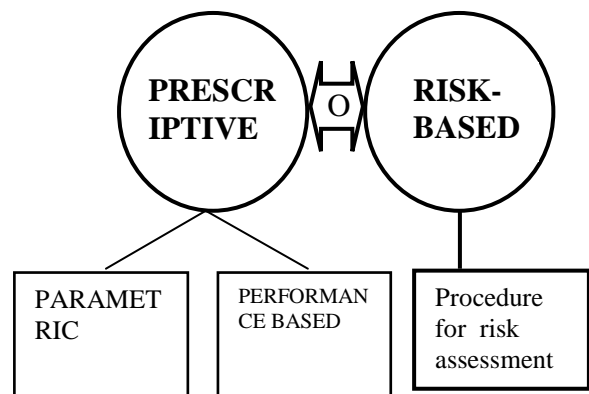 PRESCR
IPTIVE
O
RISK-
BASED
PARAMET
RIC
PERFORMAN
CE BASED
Procedure
for risk
assessment